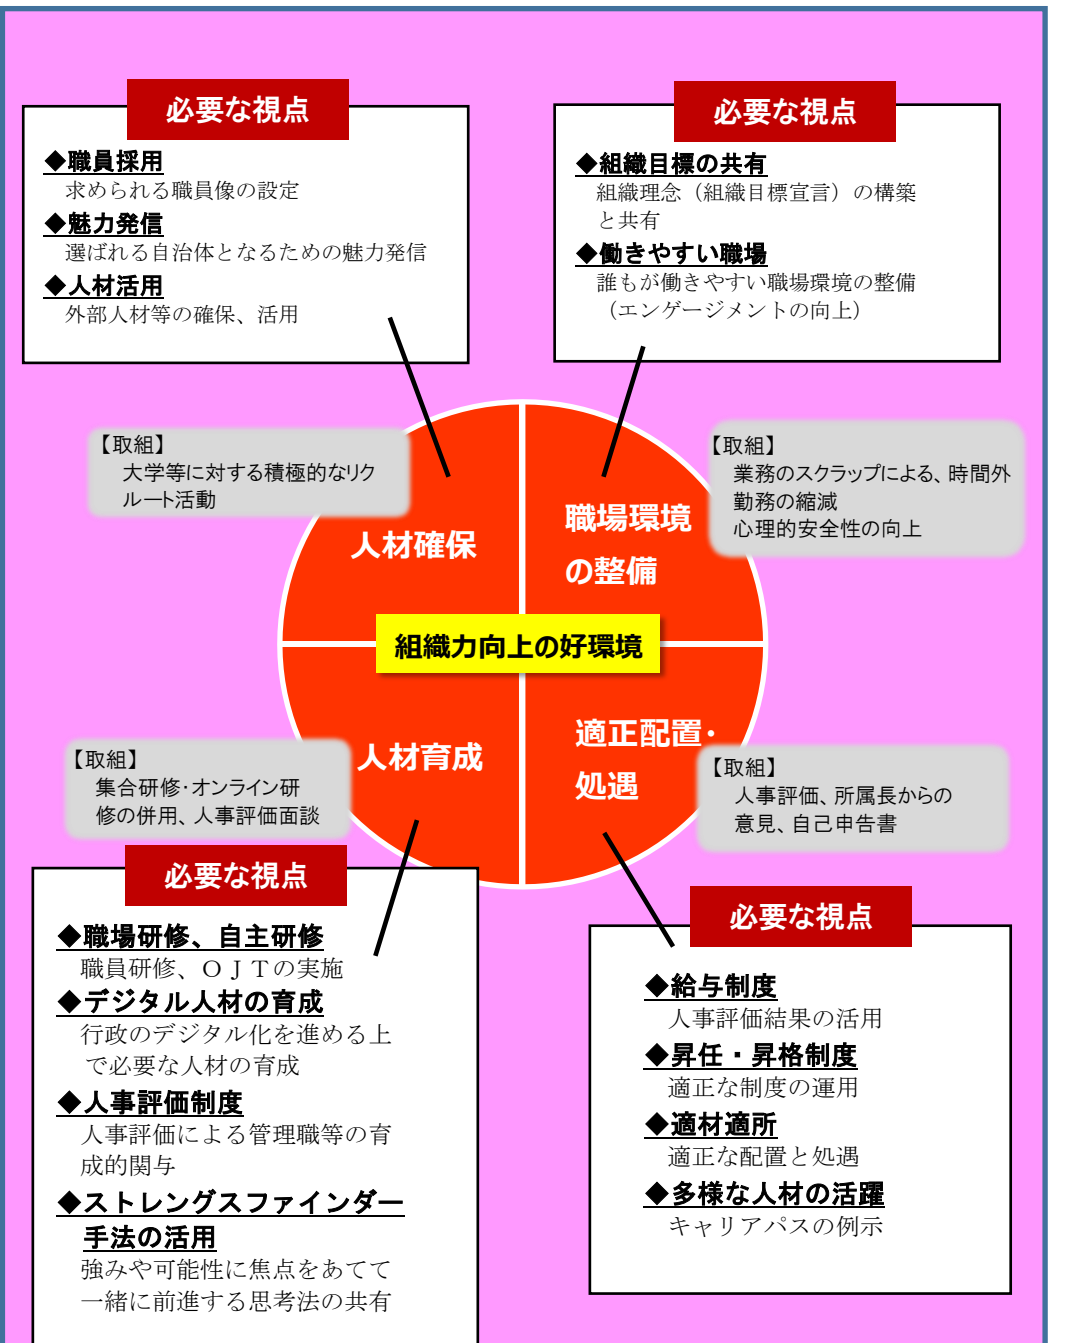 必要な視点
◆職員採用
求められる職員像の設定
◆魅力発信
選ばれる自治体となるための魅力発信
◆人材活用
外部人材等の確保、活用
必要な視点
◆組織目標の共有
組織理念（組織目標宣言）の構築
と共有
◆働きやすい職場
誰もが働きやすい職場環境の整備
（エンゲージメントの向上）
【取組】
大学等に対する積極的なリク
ルート活動
【取組】
業務のスクラップによる、時間外
勤務の縮減
心理的安全性の向上
人材確保
職場環境
の整備
組織力向上の好環境
人材育成
適正配置・
処遇
【取組】
集合研修・オンライン研
修の併用、人事評価面談
【取組】
人事評価、所属長からの
意見、自己申告書
必要な視点
◆職場研修、自主研修
職員研修、ＯＪＴの実施
◆デジタル人材の育成
行政のデジタル化を進める上
で必要な人材の育成
◆人事評価制度
人事評価による管理職等の育
成的関与
◆ストレングスファインダー
手法の活用
強みや可能性に焦点をあてて
一緒に前進する思考法の共有
必要な視点
◆給与制度
人事評価結果の活用
◆昇任・昇格制度
適正な制度の運用
◆適材適所
適正な配置と処遇
◆多様な人材の活躍
キャリアパスの例示